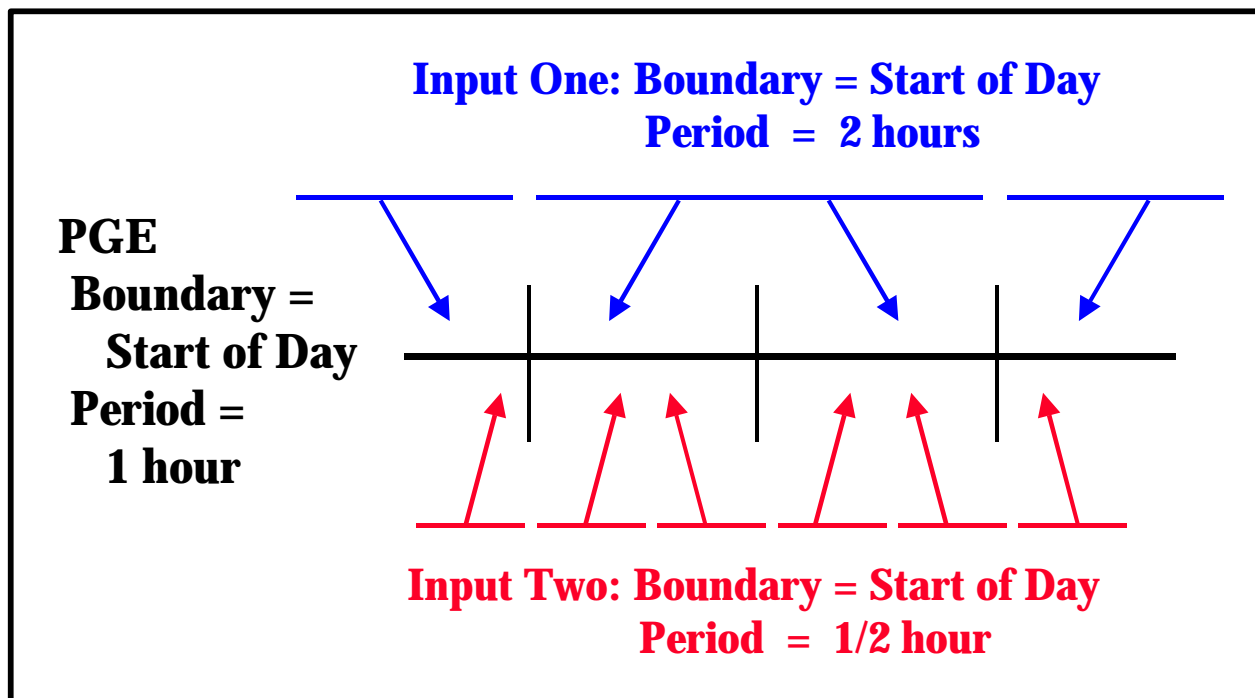 Input One: Boundary = Start of Day
Period = 2 hours
PGE
Boundary =
Start of Day
Period =
1 hour
Input Two: Boundary = Start of Day
Period = 1/2 hour